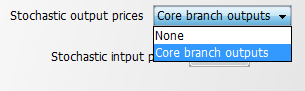 Stochastic output prices Core branch outputs
None
Core branch outputs
Stochastic intput p